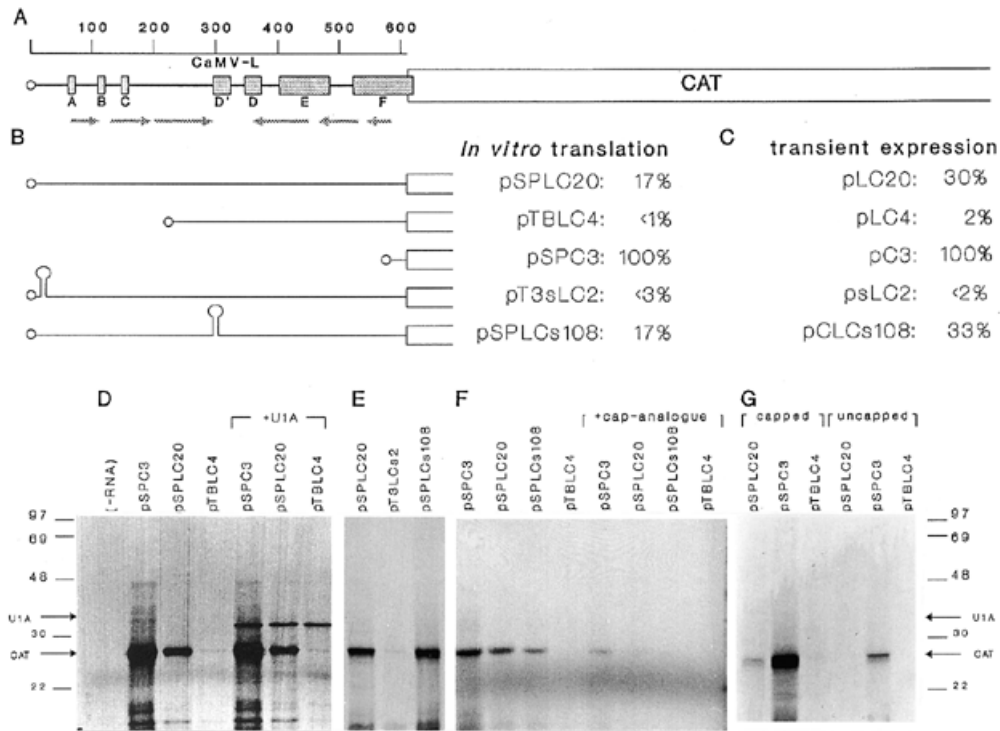 A
100 200 300 400 500 600
CaMV-L
CAT
A B C D' D E F
B
In vitro translation
pSPLC20: 17%
pTBLC4: <1%
pSPC3: 100%
pT3sLC2: <3%
pSPLCs108: 17%
C
transient expression
pLC20: 30%
pLC4: 2%
pC3: 100%
psLC2: <2%
pCLCs108: 33%
D
+U1A
(-RNA)
pSPC3
pSPLC20
pTBLC4
pSPC3
pSPLC20
pTBLC4
E
pSPLC20
pT3LCs2
pSPLCs108
F
+cap-analogue
pSPC3
pSPLC20
pSPLCs108
pTBLC4
pSPC3
pSPLC20
pSPLCs108
pTBLC4
G
capped uncapped
pSPLC20
pSPC3
pTBLC4
pSPLC20
pSPC3
pTBLC4
97
69
48
U1A
30
CAT
22
97
69
48
U1A
30
CAT
22